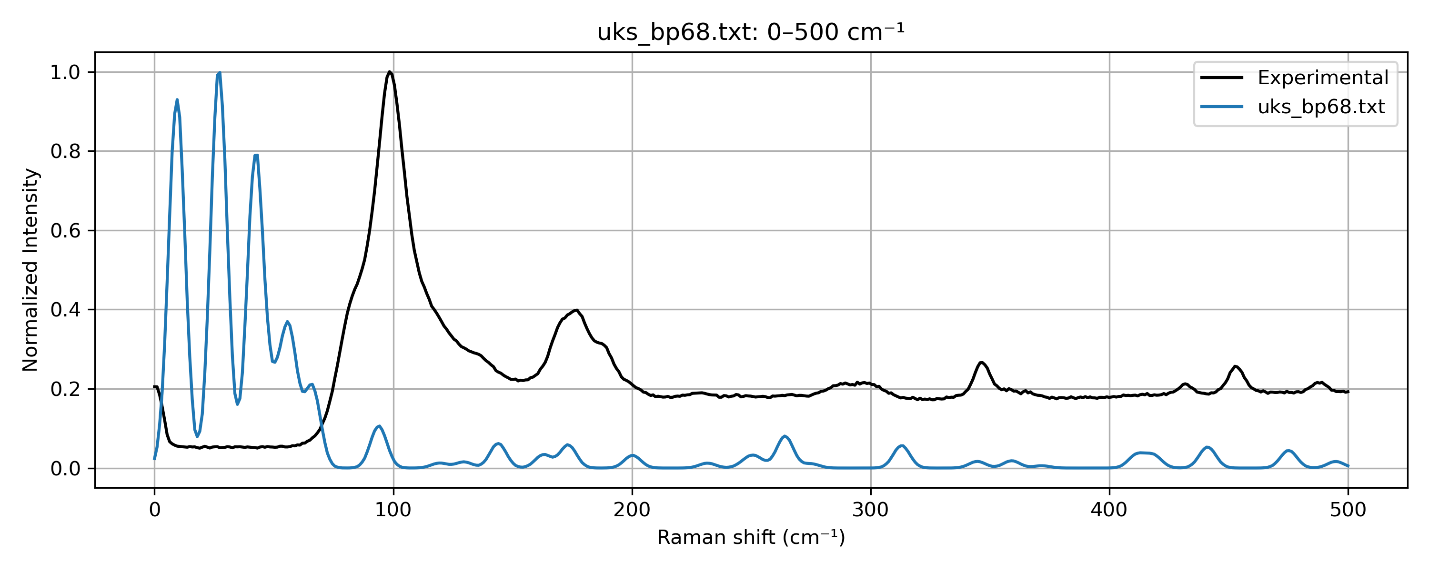 uks_bp68.txt: 0–500 cm⁻¹
Normalized Intensity
1.0
0.8
0.6
0.4
0.2
0.0
Experimental
uks_bp68.txt
0 100 200 300 400 500
Raman shift (cm⁻¹)